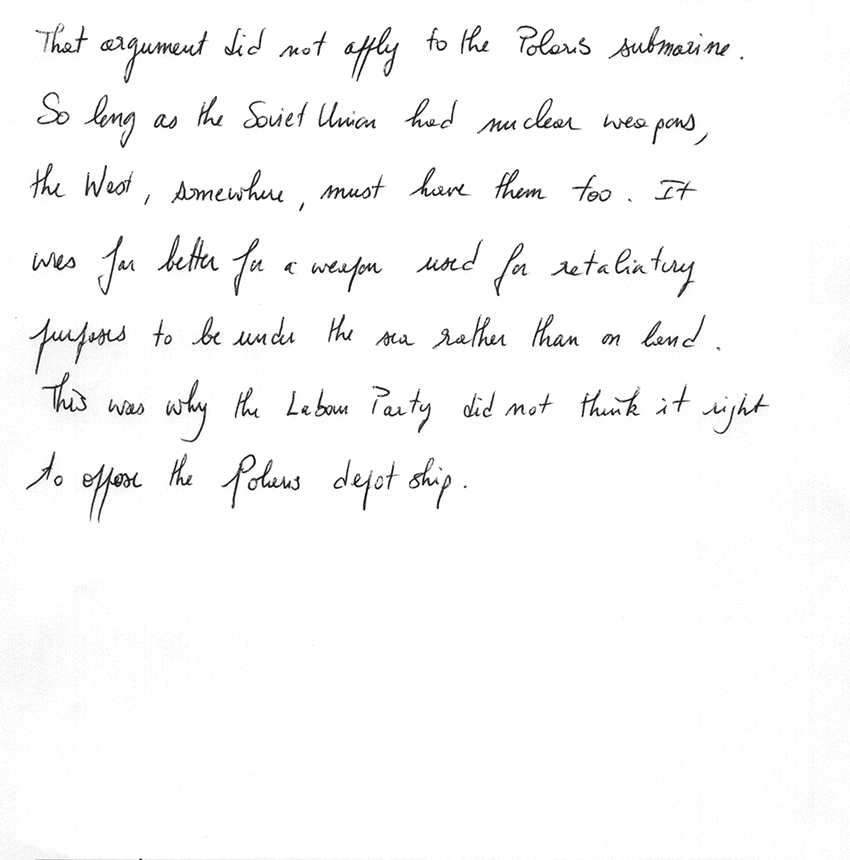 That argument did not apply to the Polaris submarine.
So long as the Soviet Union had nuclear weapons,
the West, somewhere, must have them too. It
was far better for a weapon used for retaliatory
purposes to be under the sea rather than on land.
This was why the Labour Party did not think it right
to oppose the Polaris depot ship.